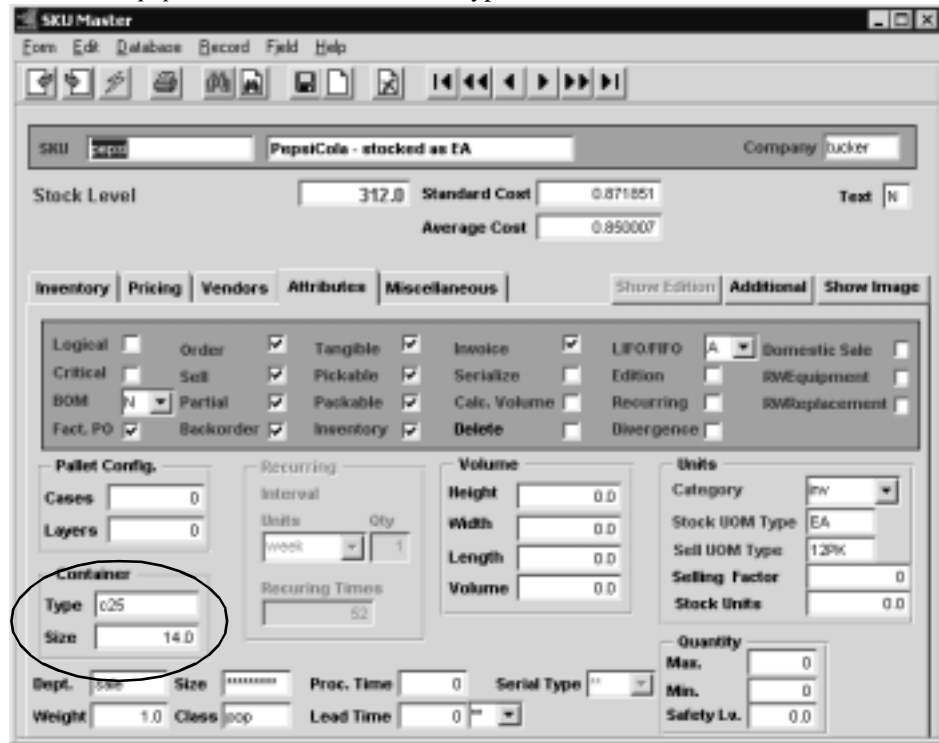 SKU Master
Form Edit Database Record Field Help
SKU pepsi PepsiCola - stocked as EA Company tucker
Stock Level 312.0 Standard Cost 0.871851 Text N
Average Cost 0.850007
Inventory Pricing Vendors Attributes Miscellaneous Show Edition Additional Show Image
Logical Order Tangible Invoice LIFO/FIFO A Domestic Sale
Critical Sell Pickable Serialize Edition RMEquipment
BOM N Partial Packable Calc. Volume Recurring RMReplacement
Fact. PO Backorder Inventory Delete Divergence
Pallet Config. Recurring Volume Units
Cases 0 Interval Height 0.0 Category inv
Layers 0 Units Qty Width 0.0 Stock UOM Type EA
week 1 Length 0.0 Sell UOM Type 12PK
Container Recuring Times Volume 0.0 Selling Factor 0
Type c25 52 Stock Units 0.0
Size 14.0 Quantity
Max. 0
Dept. sale Size ********* Proc. Time 0 Serial Type ** Min. 0
Weight 1.0 Class pop Lead Time 0 ** Safety Lv. 0.0